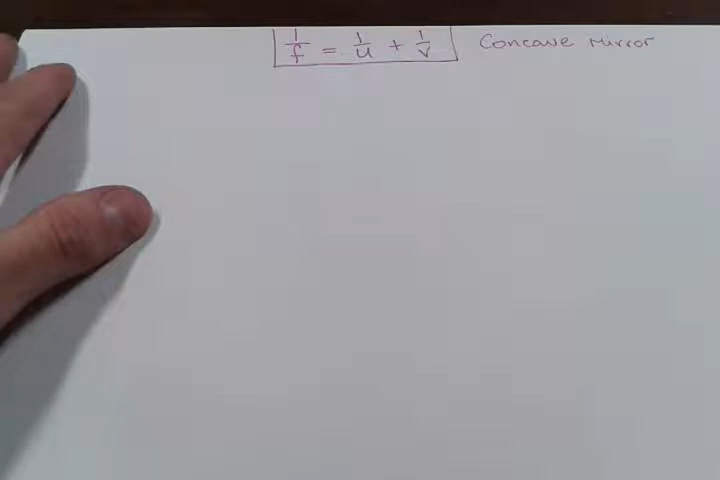 1/f = 1/u + 1/v Concave Mirror